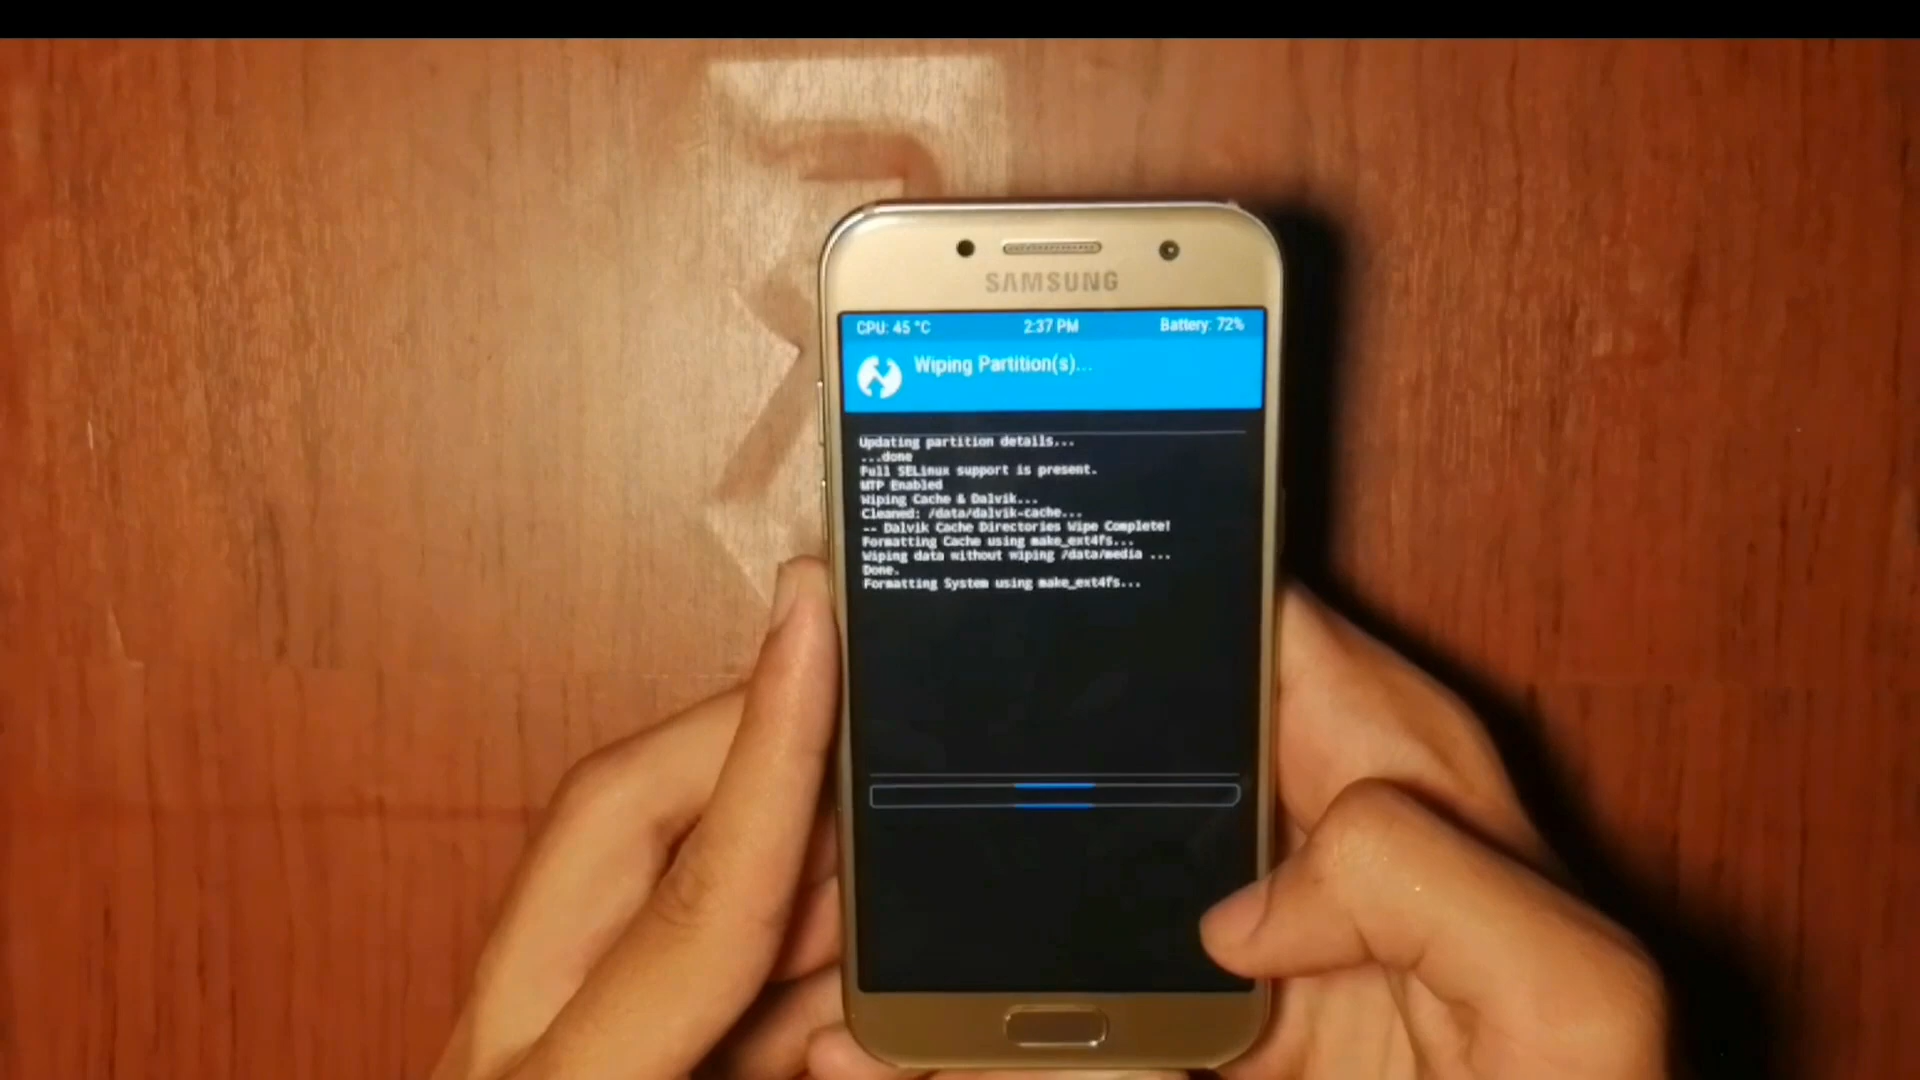 SAMSUNG
CPU: 45 °C 2:37 PM Battery: 72%
Wiping Partition(s)...
Updating partition details...
...done
Full SELinux support is present.
MTP Enabled
Wiping Cache & Dalvik...
Cleaned: /data/dalvik-cache...
-- Dalvik Cache Directories Wipe Complete!
Formatting Cache using make_ext4fs...
Wiping data without wiping /data/media ...
Done.
Formatting System using make_ext4fs...